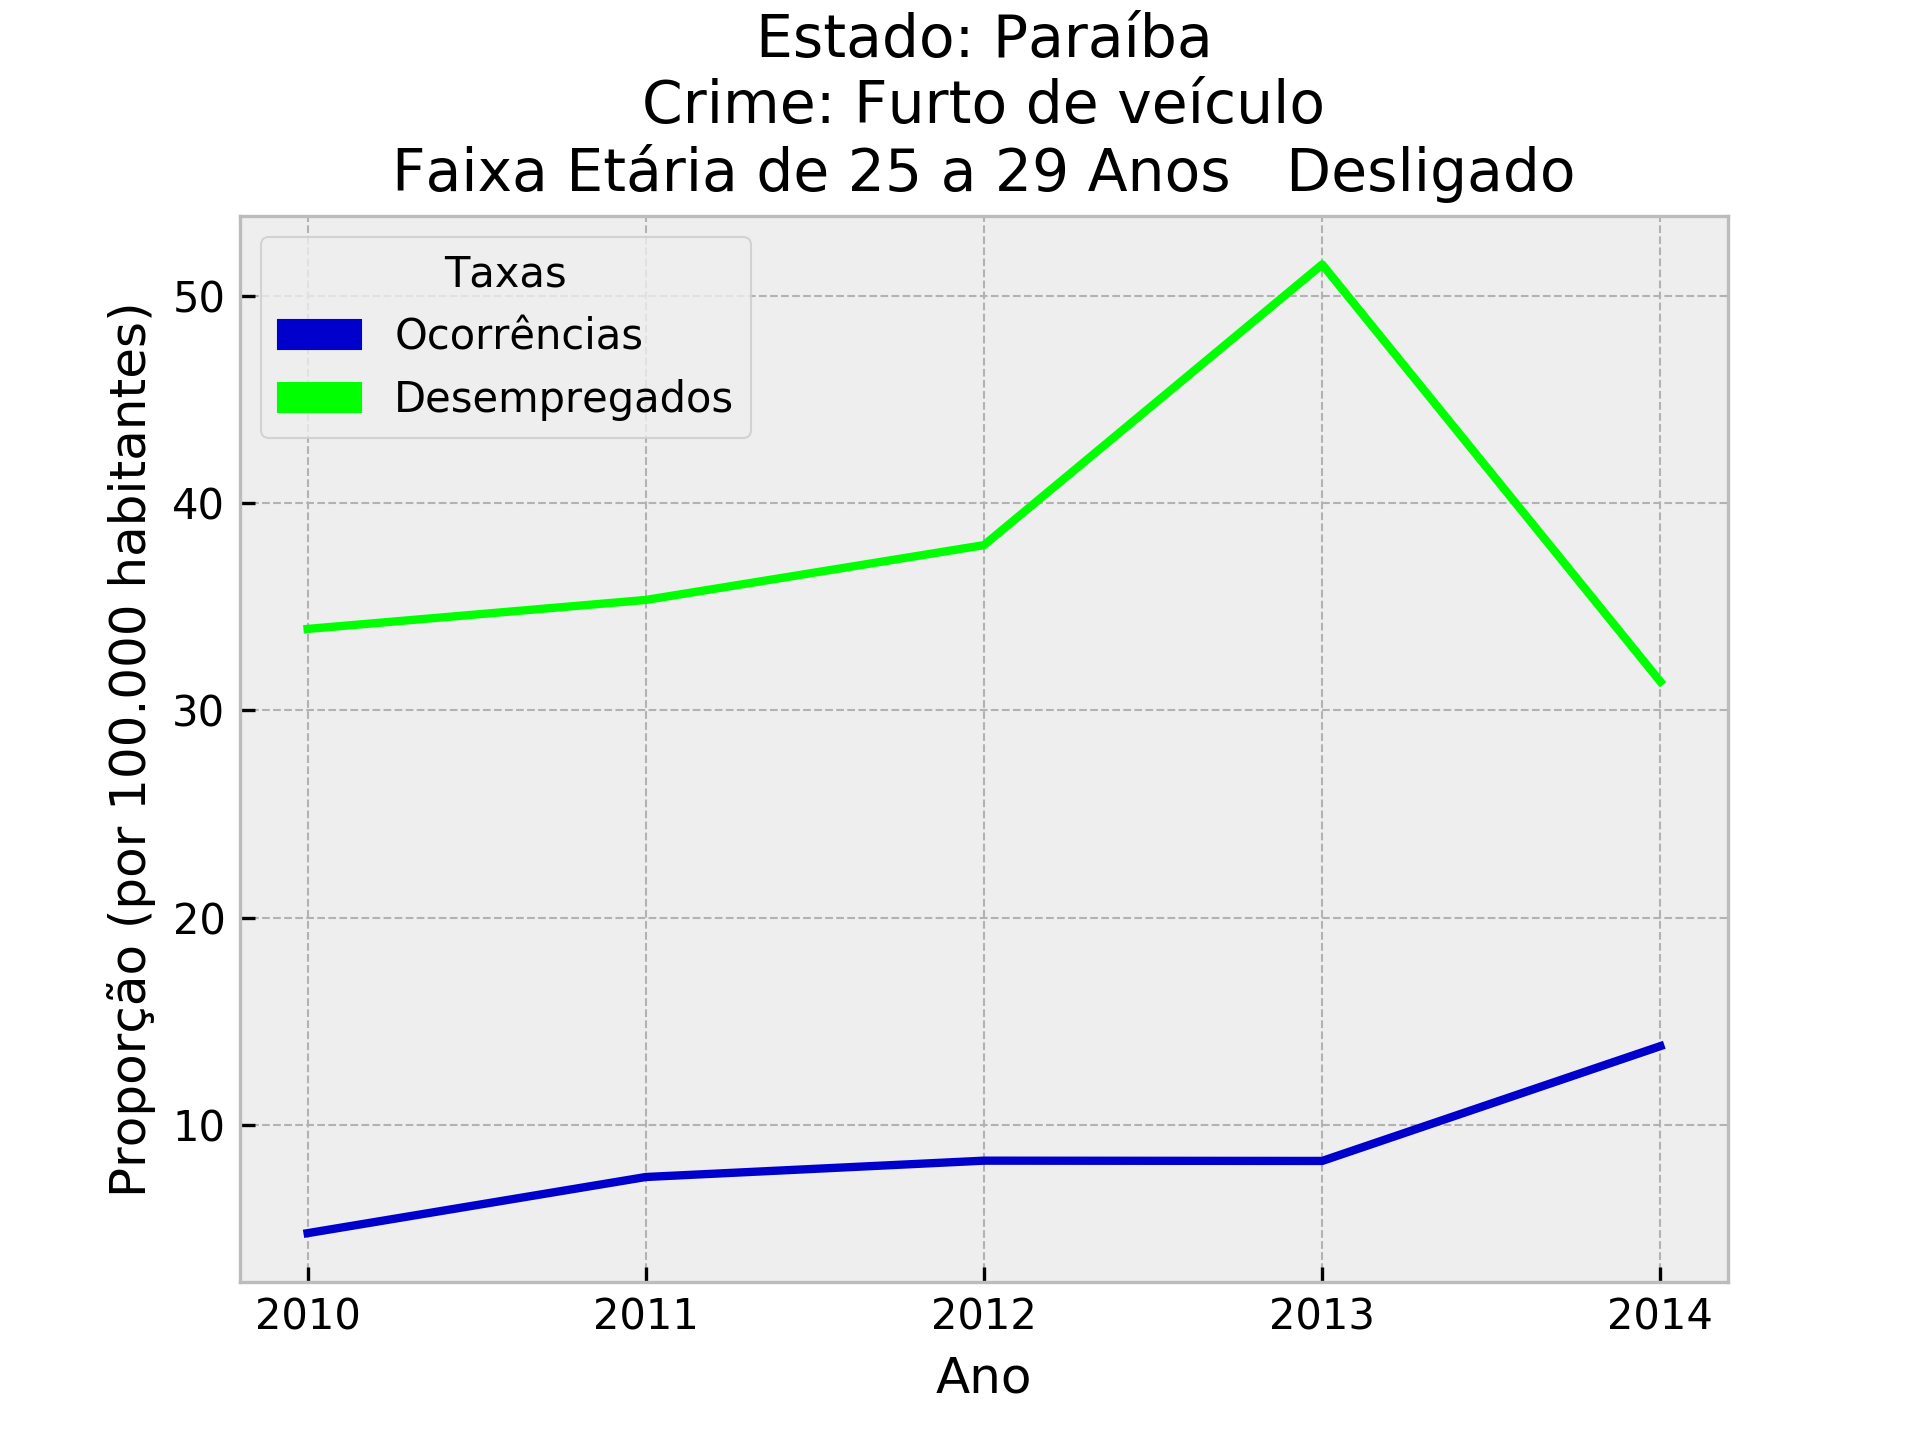 Estado: Paraíba
Crime: Furto de veículo
Faixa Etária de 25 a 29 Anos   Desligado
Taxas
Ocorrências
Desempregados
Proporção (por 100.000 habitantes)
50
40
30
20
10
2010 2011 2012 2013 2014
Ano